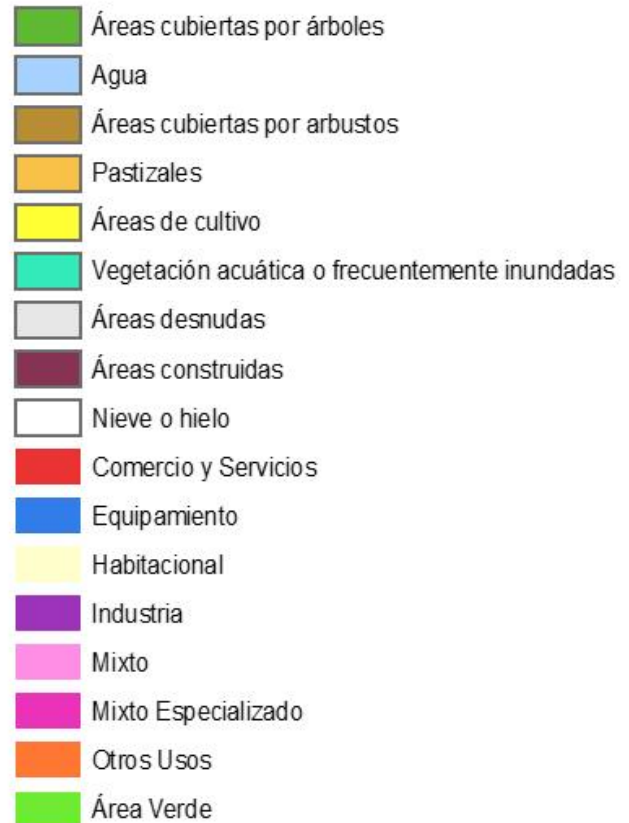 Áreas cubiertas por árboles
Agua
Áreas cubiertas por arbustos
Pastizales
Áreas de cultivo
Vegetación acuática o frecuentemente inundadas
Áreas desnudas
Áreas construidas
Nieve o hielo
Comercio y Servicios
Equipamiento
Habitacional
Industria
Mixto
Mixto Especializado
Otros Usos
Área Verde